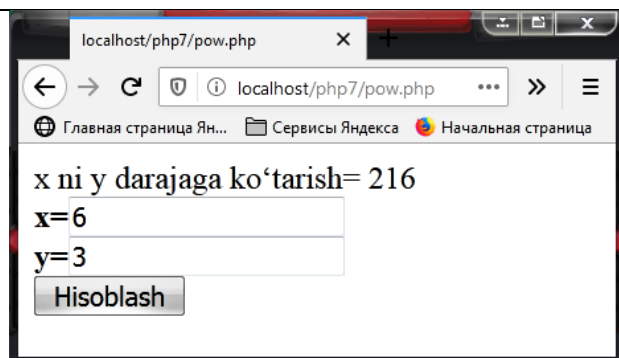 localhost/php7/pow.php
localhost/php7/pow.php
Главная страница Ян... Сервисы Яндекса Начальная страница
x ni y darajaga ko‘tarish= 216
x=6
y=3
Hisoblash